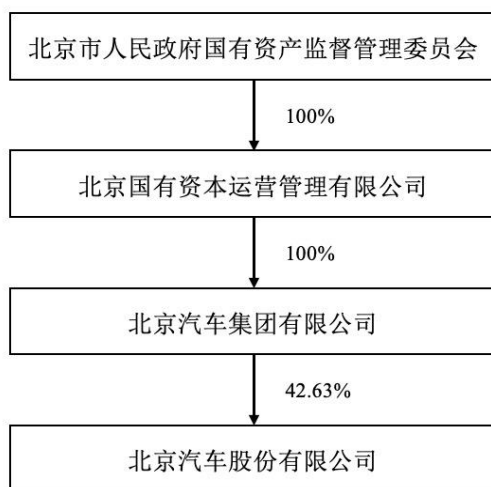 北京市人民政府国有资产监督管理委员会
100%
北京国有资本运营管理有限公司
100%
北京汽车集团有限公司
42.63%
北京汽车股份有限公司